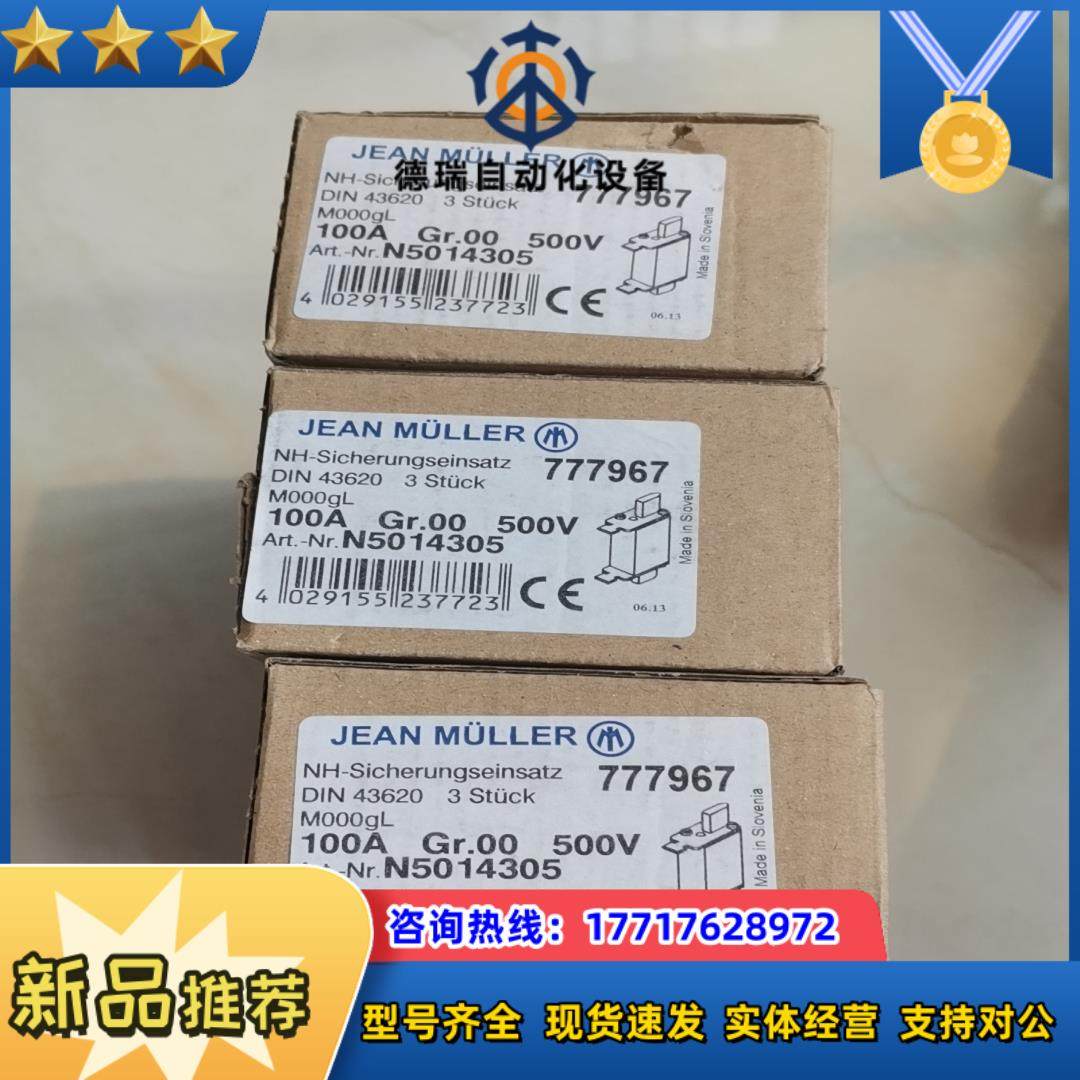 JEAN MÜLLER
德瑞自动化设备
NH-Sicherungseinsatz 777967
DIN 43620 3 Stück
M000gL
100A Gr.00 500V
Art.-Nr. N5014305
Made in Slovenia
4 029155 237723 CE
06.13
JEAN MÜLLER
NH-Sicherungseinsatz 777967
DIN 43620 3 Stück
M000gL
100A Gr.00 500V
Art.-Nr. N5014305
Made in Slovenia
4 029155 237723 CE
06.13
JEAN MÜLLER
NH-Sicherungseinsatz 777967
DIN 43620 3 Stück
M000gL
100A Gr.00 500V
Art.-Nr. N5014305
Made in Slovenia
咨询热线：17717628972
新品推荐
型号齐全 现货速发 实体经营 支持对公